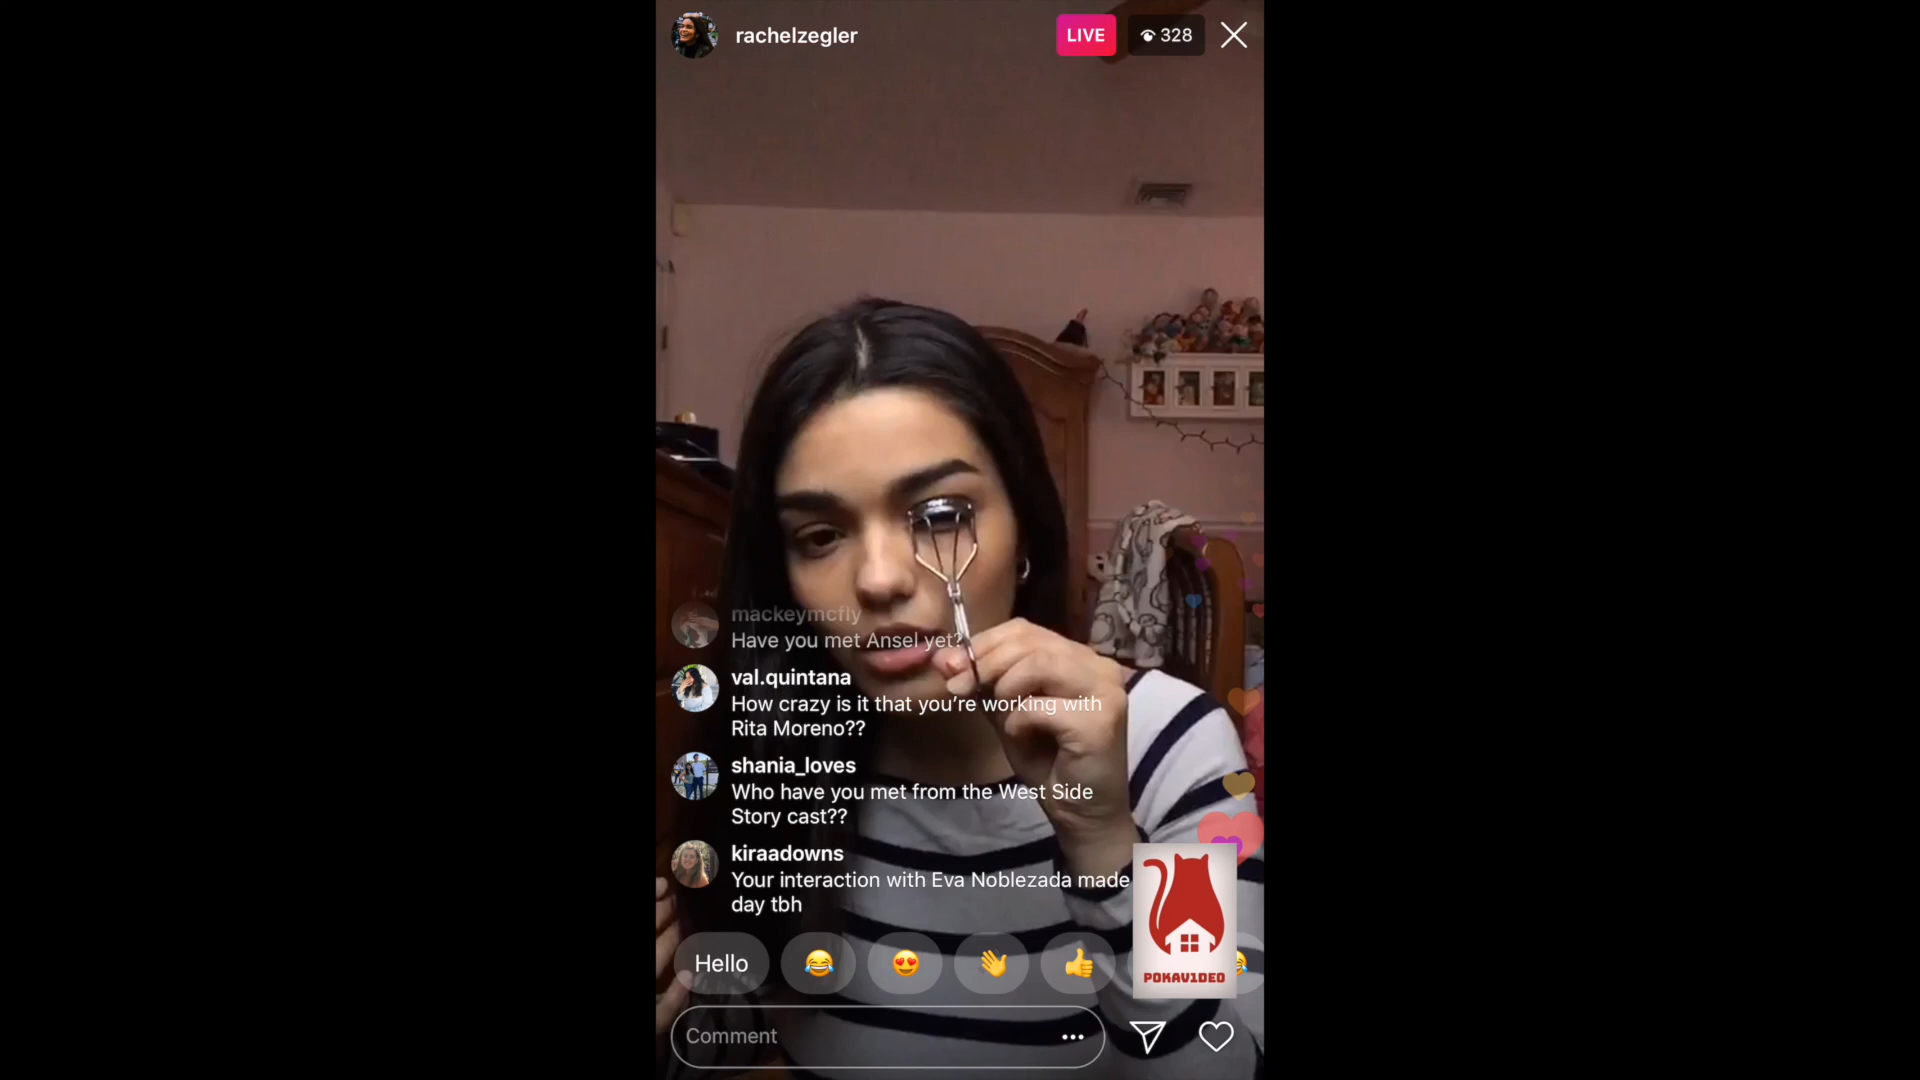 rachelzegler
LIVE
328
mackeymcfly
Have you met Ansel yet?
val.quintana
How crazy is it that you’re working with
Rita Moreno??
shania_loves
Who have you met from the West Side
Story cast??
kiraadowns
Your interaction with Eva Noblezada made
day tbh
Hello
POKAV1DEO
Comment